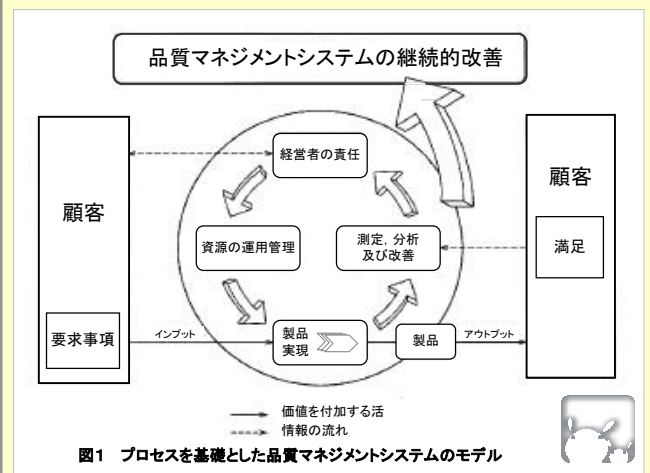 品質マネジメントシステムの継続的改善
顧客
要求事項
経営者の責任
資源の運用管理
測定，分析
及び改善
製品
実現
製品
インプット
アウトプット
顧客
満足
価値を付加する活
情報の流れ
図1 プロセスを基礎とした品質マネジメントシステムのモデル